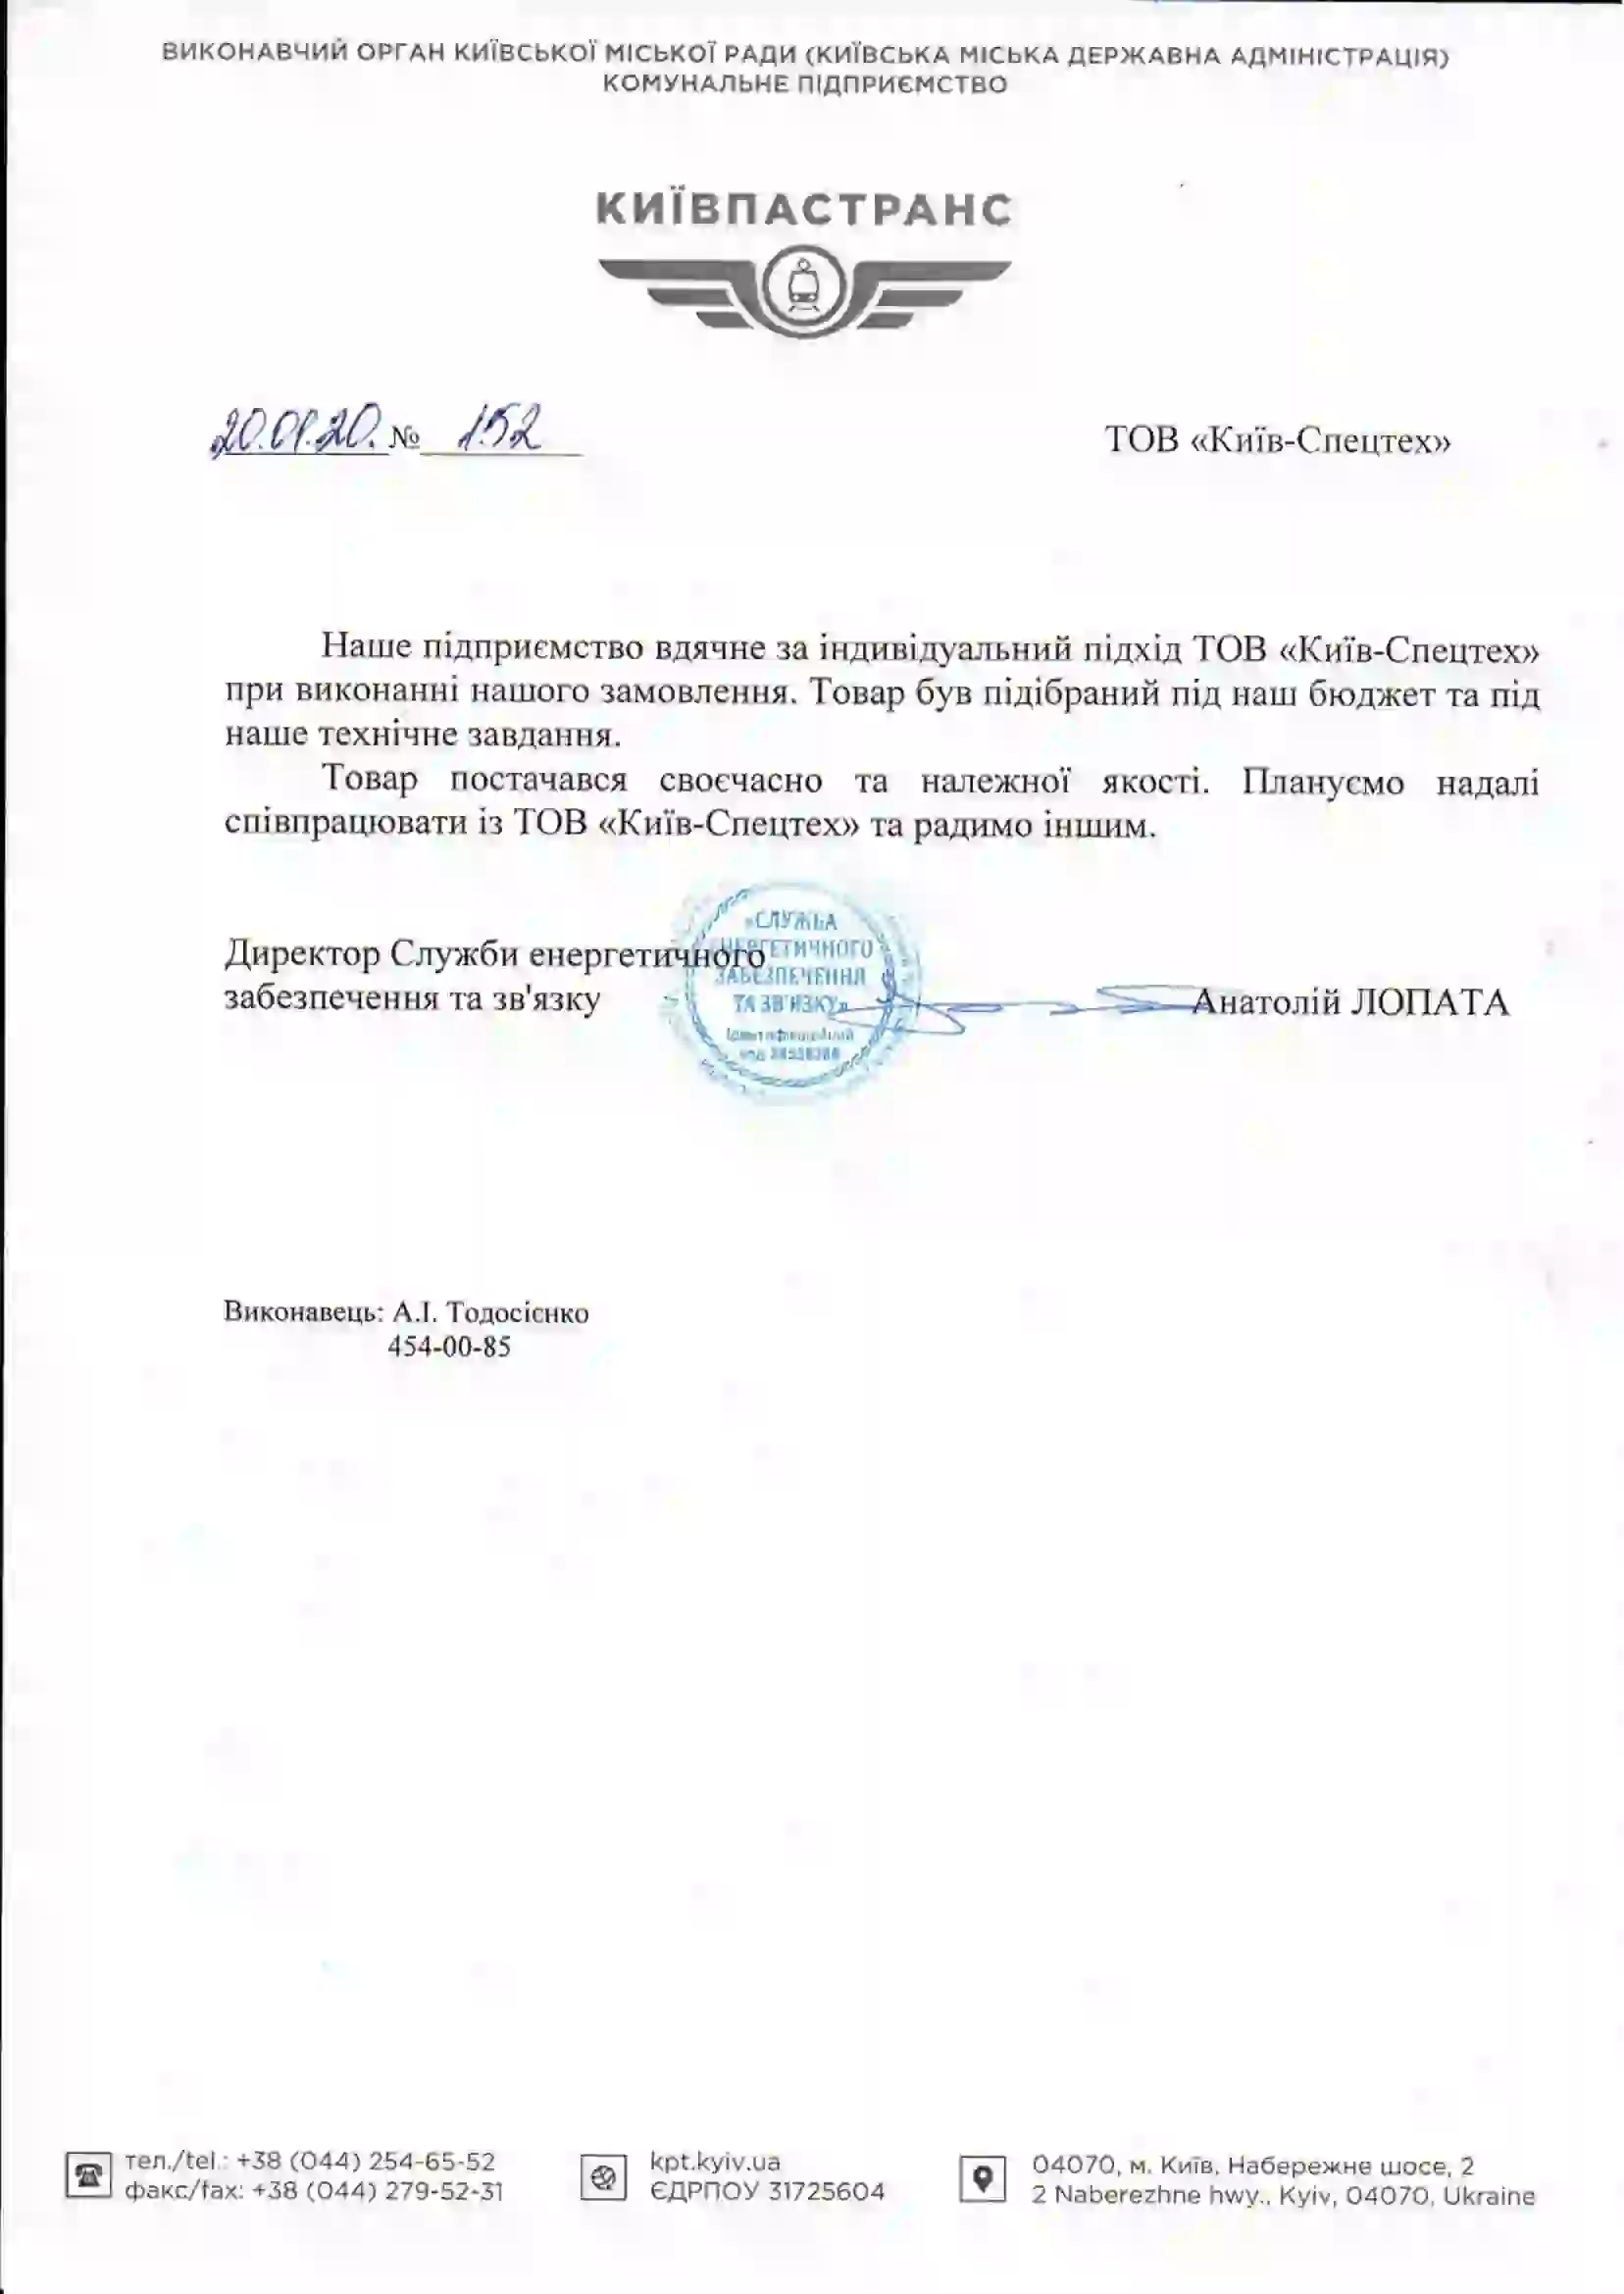 ВИКОНАВЧИЙ ОРГАН КИЇВСЬКОЇ МІСЬКОЇ РАДИ (КИЇВСЬКА МІСЬКА ДЕРЖАВНА АДМІНІСТРАЦІЯ)
КОМУНАЛЬНЕ ПІДПРИЄМСТВО
КИЇВПАСТРАНС
20.01.20. № 152
ТОВ «Київ-Спецтех»
Наше підприємство вдячне за індивідуальний підхід ТОВ «Київ-Спецтех»
при виконанні нашого замовлення. Товар був підібраний під наш бюджет та під
наше технічне завдання.
Товар постачався своєчасно та належної якості. Плануємо надалі
співпрацювати із ТОВ «Київ-Спецтех» та радимо іншим.
Директор Служби енергетичного
забезпечення та зв'язку
Анатолій ЛОПАТА
«СЛУЖБА
ЕНЕРГЕТИЧНОГО
ЗАБЕЗПЕЧЕННЯ
ТА ЗВ'ЯЗКУ»
Ідентифікаційний
код
Виконавець: А.І. Тодосієнко
454-00-85
тел./tel.: +38 (044) 254-65-52
факс/fax: +38 (044) 279-52-31
kpt.kyiv.ua
ЄДРПОУ 31725604
04070, м. Київ, Набережне шосе, 2
2 Naberezhne hwy., Kyiv, 04070, Ukraine